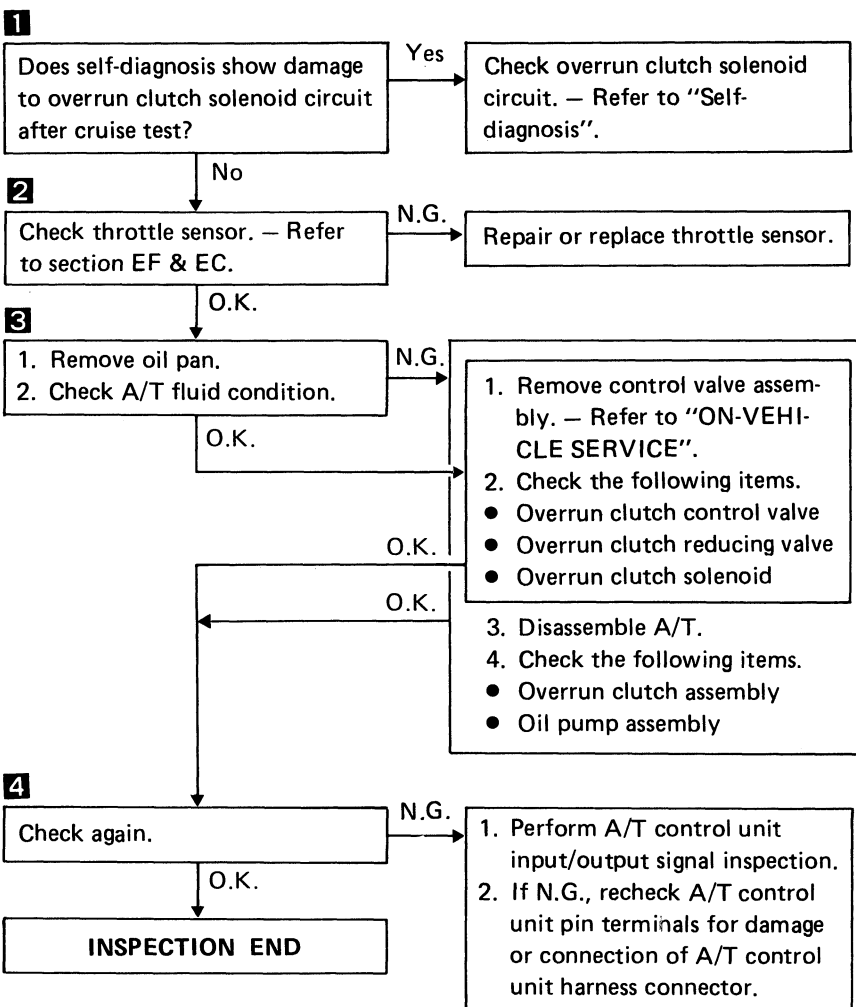 1
Does self-diagnosis show damage
to overrun clutch solenoid circuit
after cruise test?
Yes
Check overrun clutch solenoid
circuit. — Refer to "Self-
diagnosis".
No
2
Check throttle sensor. — Refer
to section EF & EC.
N.G.
Repair or replace throttle sensor.
O.K.
3
1. Remove oil pan.
2. Check A/T fluid condition.
N.G.
O.K.
1. Remove control valve assem-
bly. — Refer to "ON-VEHI-
CLE SERVICE".
2. Check the following items.
● Overrun clutch control valve
● Overrun clutch reducing valve
● Overrun clutch solenoid
O.K.
O.K.
3. Disassemble A/T.
4. Check the following items.
● Overrun clutch assembly
● Oil pump assembly
4
Check again.
N.G.
1. Perform A/T control unit
input/output signal inspection.
2. If N.G., recheck A/T control
unit pin terminals for damage
or connection of A/T control
unit harness connector.
O.K.
INSPECTION END